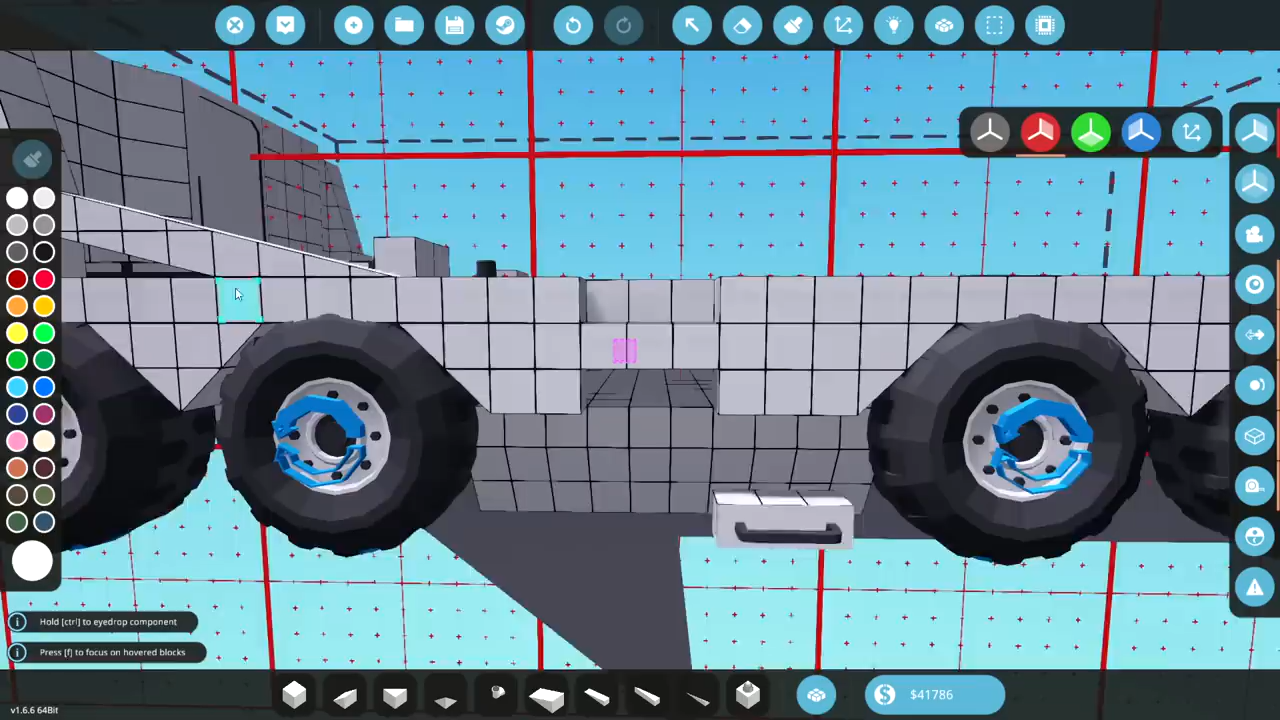 Hold [ctrl] to eyedrop component
Press [f] to focus on hovered blocks
$41786
v1.6.6 64Bit